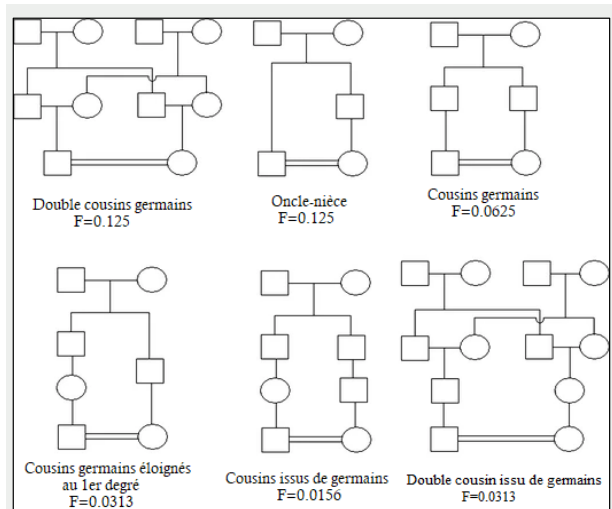 Double cousins germains
F=0.125
Oncle-nièce
F=0.125
Cousins germains
F=0.0625
Cousins germains éloignés
au 1er degré
F=0.0313
Cousins issus de germains
F=0.0156
Double cousin issu de germains
F=0.0313